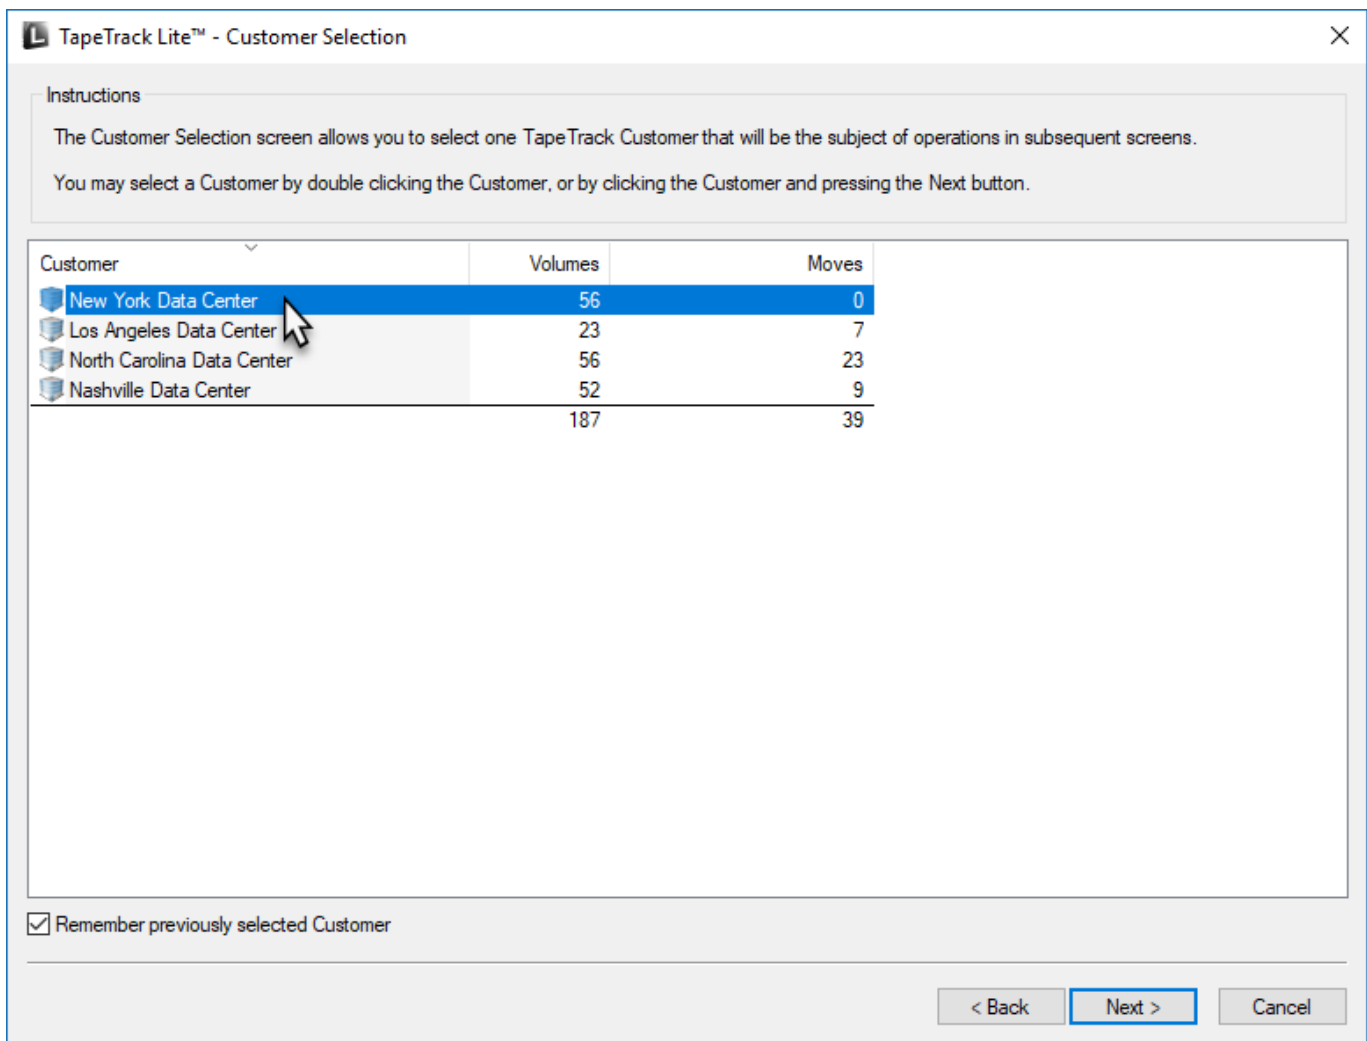 TapeTrack Lite™ - Customer Selection
Instructions
The Customer Selection screen allows you to select one TapeTrack Customer that will be the subject of operations in subsequent screens.
You may select a Customer by double clicking the Customer, or by clicking the Customer and pressing the Next button.
Customer Volumes Moves
New York Data Center 56 0
Los Angeles Data Center 23 7
North Carolina Data Center 56 23
Nashville Data Center 52 9
187 39
Remember previously selected Customer
< Back Next > Cancel